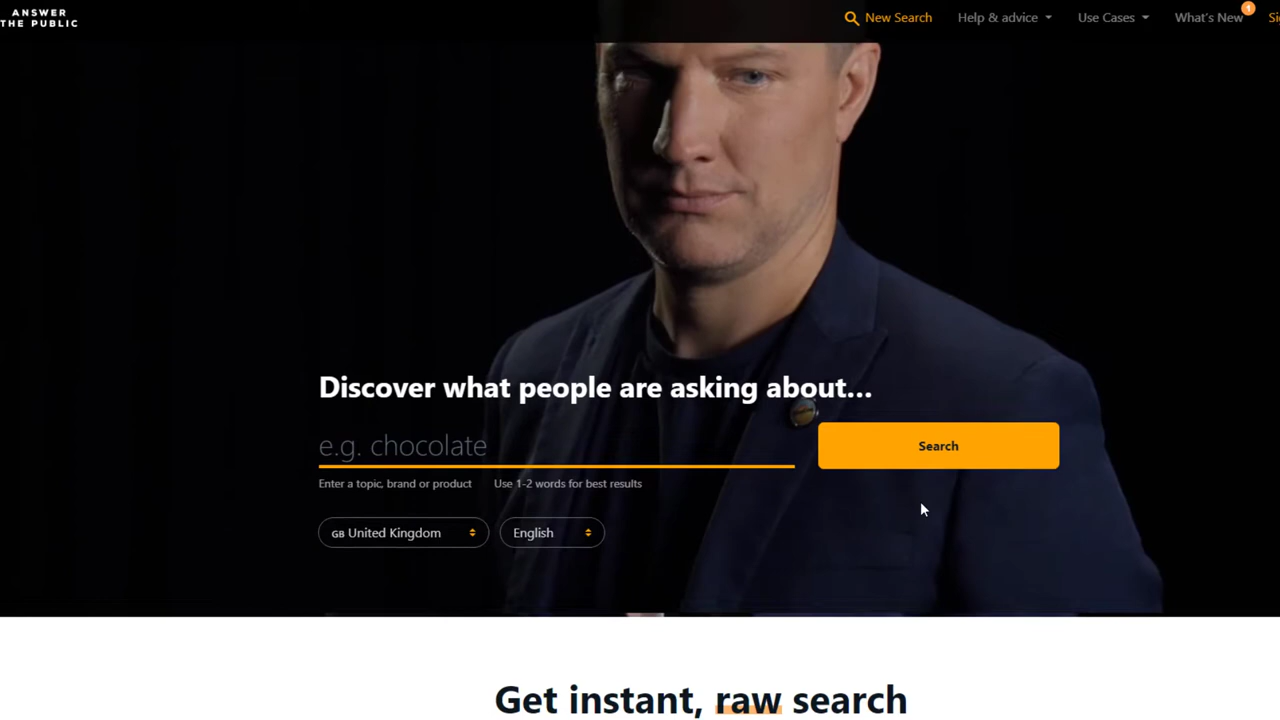 ANSWER
THE PUBLIC
New Search
Help & advice
Use Cases
What's New
1
Discover what people are asking about...
e.g. chocolate
Search
Enter a topic, brand or product
Use 1-2 words for best results
GB United Kingdom
English
Get instant, raw search